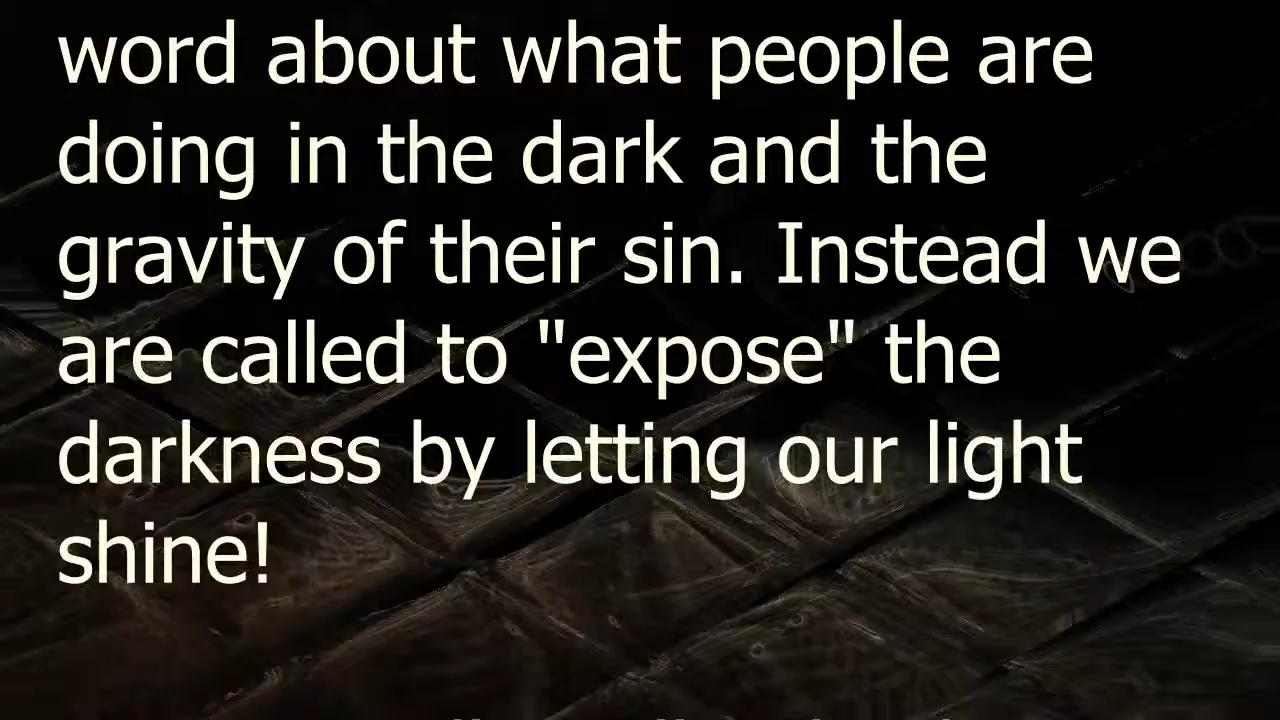 word about what people are
doing in the dark and the
gravity of their sin. Instead we
are called to "expose" the
darkness by letting our light
shine!